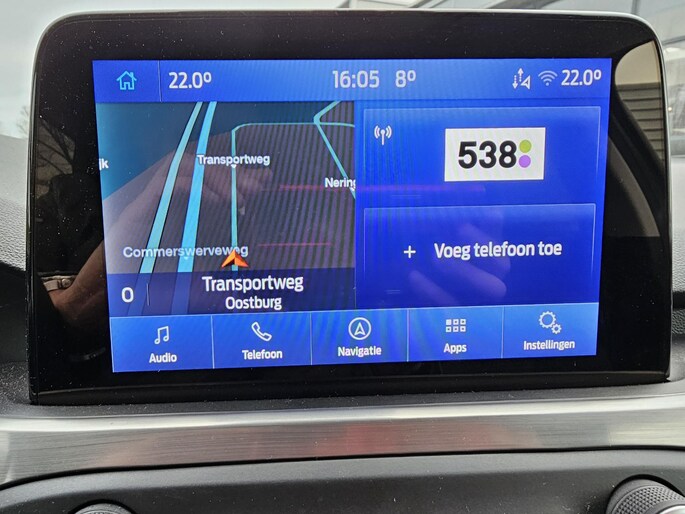 22.0° 16:05 8° 22.0°
jk
Transportweg
Nering
Commerswerveweg
0
Transportweg
Oostburg
538
+ Voeg telefoon toe
Audio
Telefoon
Navigatie
Apps
Instellingen